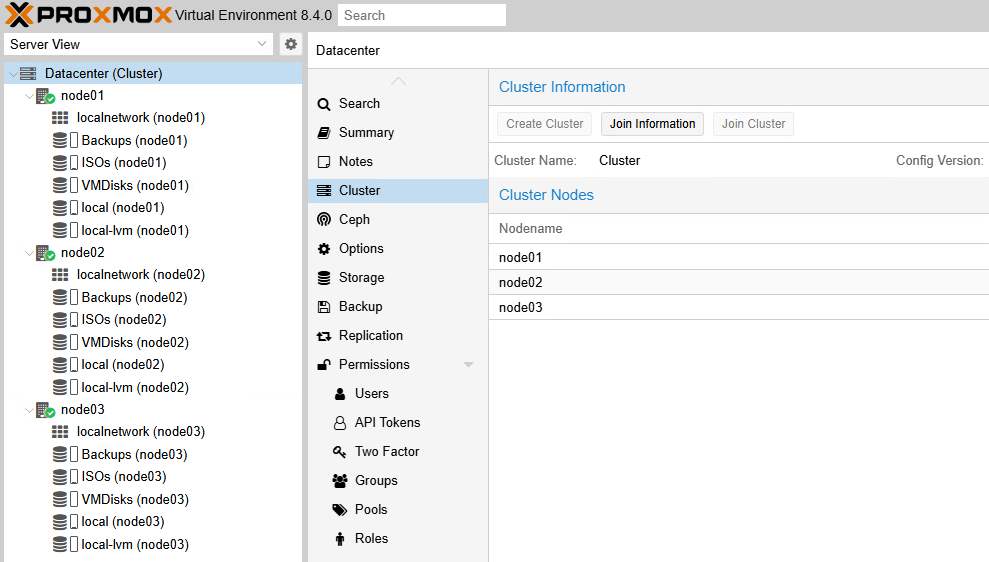 PROXMOX Virtual Environment 8.4.0 Search
Server View
Datacenter (Cluster)
node01
localnetwork (node01)
Backups (node01)
ISOs (node01)
VMDisks (node01)
local (node01)
local-lvm (node01)
node02
localnetwork (node02)
Backups (node02)
ISOs (node02)
VMDisks (node02)
local (node02)
local-lvm (node02)
node03
localnetwork (node03)
Backups (node03)
ISOs (node03)
VMDisks (node03)
local (node03)
local-lvm (node03)
Datacenter
Search
Summary
Notes
Cluster
Ceph
Options
Storage
Backup
Replication
Permissions
Users
API Tokens
Two Factor
Groups
Pools
Roles
Cluster Information
Create Cluster Join Information Join Cluster
Cluster Name: Cluster Config Version:
Cluster Nodes
Nodename
node01
node02
node03